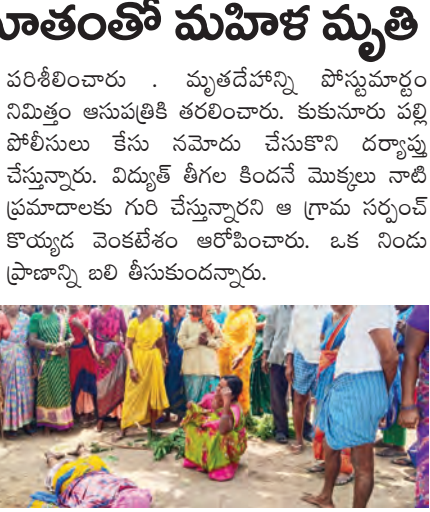 మహిళ మృతి
పరిశీలించారు . మృతదేహాన్ని పోస్టుమార్టం
నిమిత్తం ఆసుపత్రికి తరలించారు. కుకునూరు పల్లి
పోలీసులు కేసు నమోదు చేసుకొని దర్యాప్తు
చేస్తున్నారు. విద్యుత్ తీగల కిందనే మొక్కలు నాటి
ప్రమాదాలకు గురి చేస్తున్నారని ఆ గ్రామ సర్పంచ్
కొయ్యడ వెంకటేశం ఆరోపించారు. ఒక నిండు
ప్రాణాన్ని బలి తీసుకుందన్నారు.